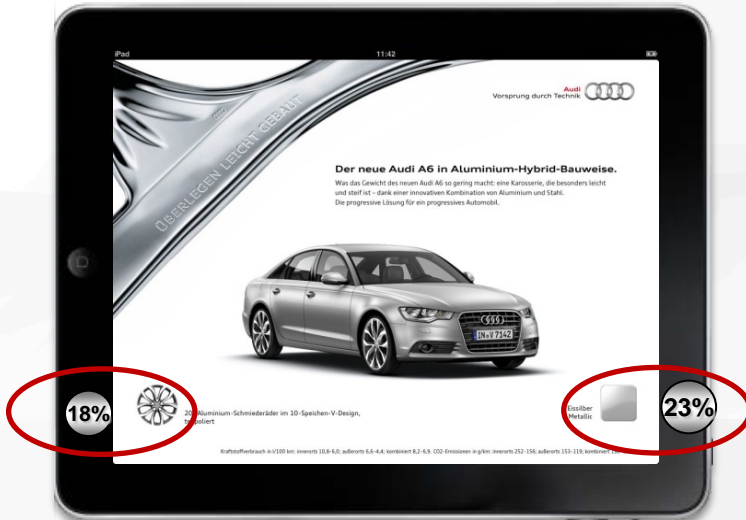 iPad
11:42
Audi
Vorsprung durch Technik
ÜBERLEGEN LEICHT GEBAUT
Der neue Audi A6 in Aluminium-Hybrid-Bauweise.
Was das Gewicht des neuen Audi A6 so gering macht: eine Karosserie, die besonders leicht
und steif ist – dank einer innovativen Kombination von Aluminium und Stahl.
Die progressive Lösung für ein progressives Automobil.
IN·V 7142
18%
Aluminium-Schmiederäder im 10-Speichen-V-Design,
Eissilber
Metallic
23%
Kraftstoffverbrauch in l/100 km: innerorts 10,8–6,0; außerorts 6,6–4,4; kombiniert 8,2–6,9. CO2-Emissionen in g/km: innerorts 252–156; außerorts 153–119; kombiniert